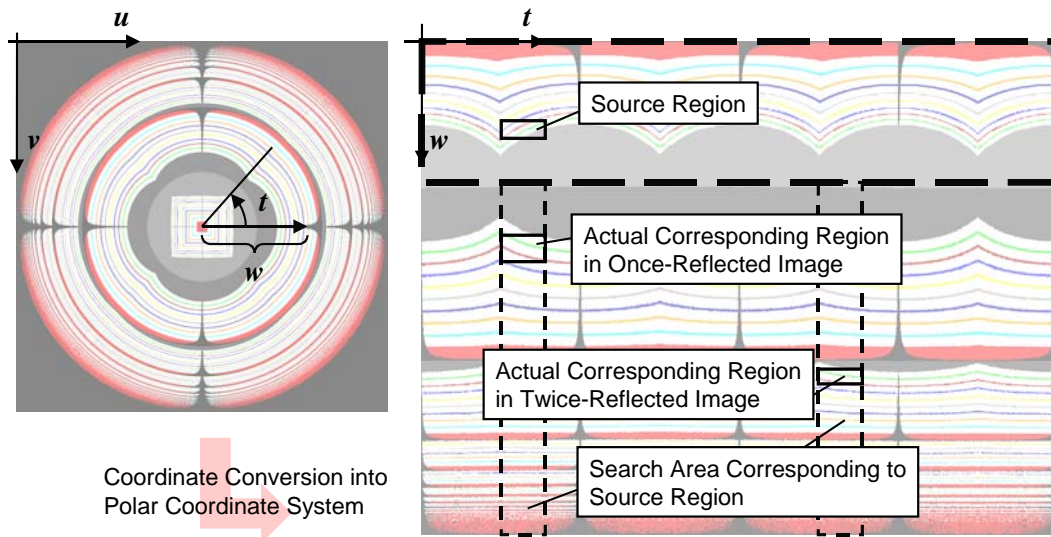 u
v
t
w
Coordinate Conversion into
Polar Coordinate System
t
w
Source Region
Actual Corresponding Region
in Once-Reflected Image
Actual Corresponding Region
in Twice-Reflected Image
Search Area Corresponding to
Source Region